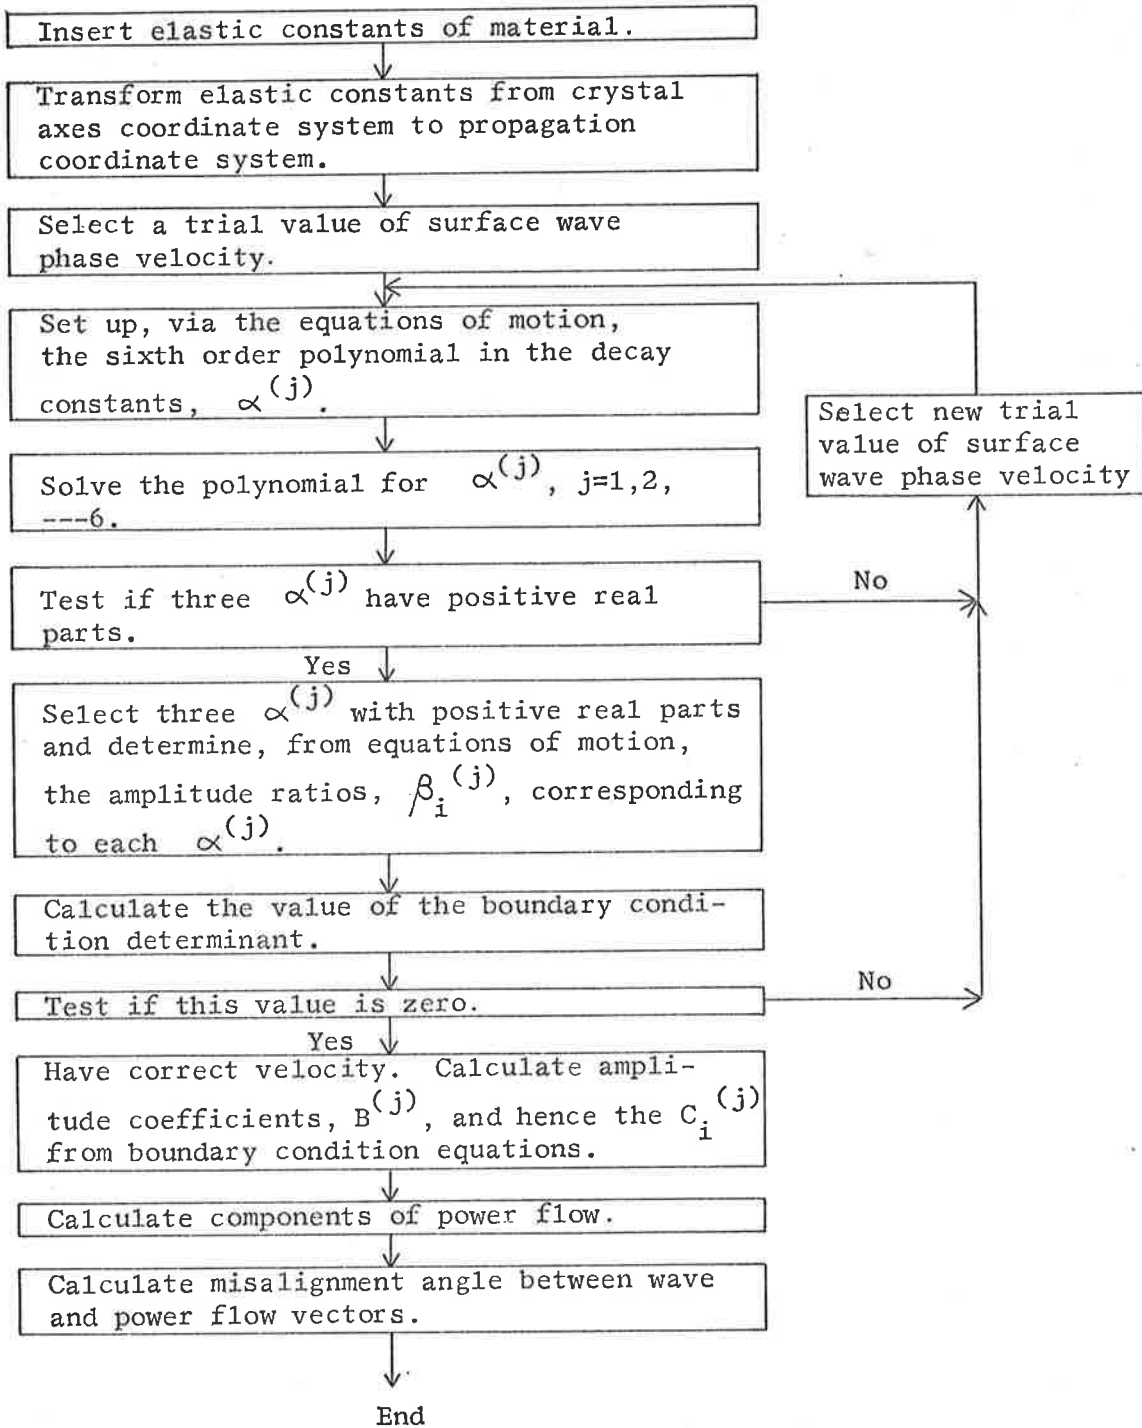 Insert elastic constants of material.
Transform elastic constants from crystal
axes coordinate system to propagation
coordinate system.
Select a trial value of surface wave
phase velocity.
Set up, via the equations of motion,
the sixth order polynomial in the decay
constants, α^(j).
Select new trial
value of surface
wave phase velocity
Solve the polynomial for α^(j), j=1,2,
---6.
Test if three α^(j) have positive real
parts.
No
Yes
Select three α^(j) with positive real parts
and determine, from equations of motion,
the amplitude ratios, β_i^(j), corresponding
to each α^(j).
Calculate the value of the boundary condi-
tion determinant.
Test if this value is zero.
No
Yes
Have correct velocity. Calculate ampli-
tude coefficients, B^(j), and hence the C_i^(j)
from boundary condition equations.
Calculate components of power flow.
Calculate misalignment angle between wave
and power flow vectors.
End